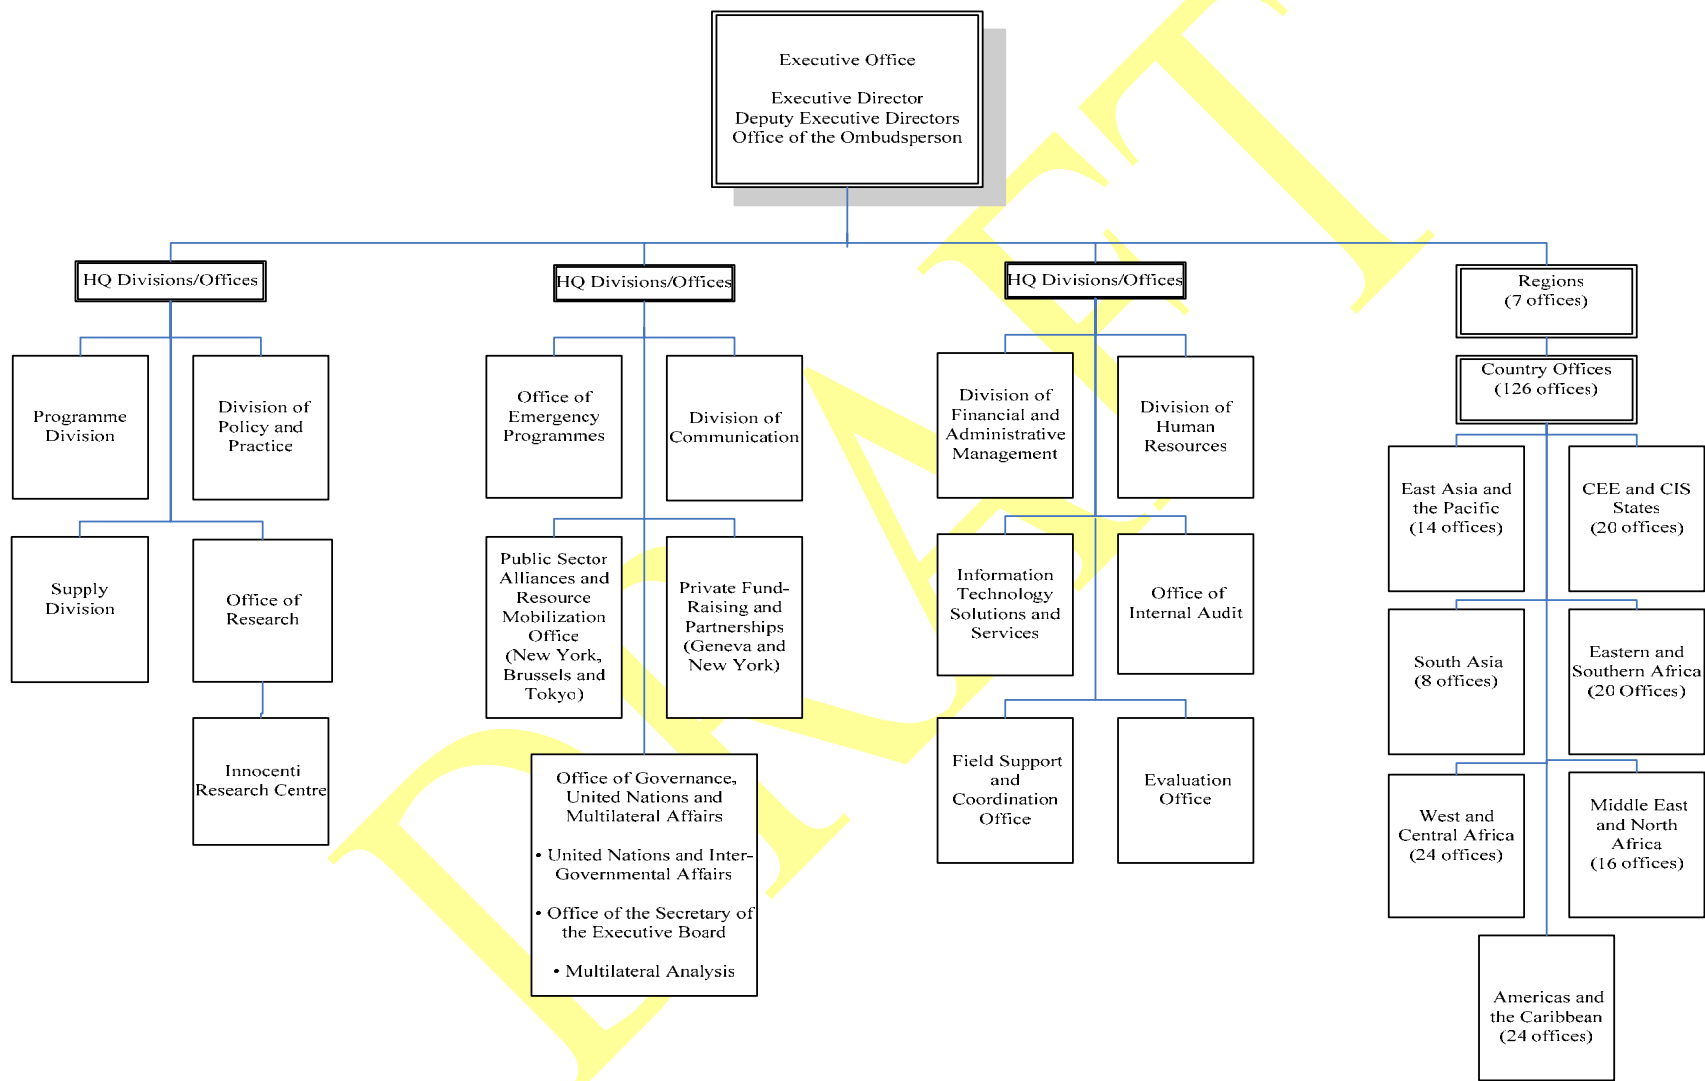 Executive Office
Executive Director
Deputy Executive Directors
Office of the Ombudsperson
HQ Divisions/Offices
HQ Divisions/Offices
HQ Divisions/Offices
Regions
(7 offices)
Country Offices
(126 offices)
Programme
Division
Division of
Policy and
Practice
Supply
Division
Office of
Research
Innocenti
Research Centre
Office of
Emergency
Programmes
Division of
Communication
Public Sector
Alliances and
Resource
Mobilization
Office
(New York,
Brussels and
Tokyo)
Private Fund-
Raising and
Partnerships
(Geneva and
New York)
Office of Governance,
United Nations and
Multilateral Affairs
• United Nations and Inter-
Governmental Affairs
• Office of the Secretary of
the Executive Board
• Multilateral Analysis
Division of
Financial and
Administrative
Management
Division of
Human
Resources
Information
Technology
Solutions and
Services
Office of
Internal Audit
Field Support
and
Coordination
Office
Evaluation
Office
East Asia and
the Pacific
(14 offices)
CEE and CIS
States
(20 offices)
South Asia
(8 offices)
Eastern and
Southern Africa
(20 Offices)
West and
Central Africa
(24 offices)
Middle East
and North
Africa
(16 offices)
Americas and
the Caribbean
(24 offices)
DRAFT